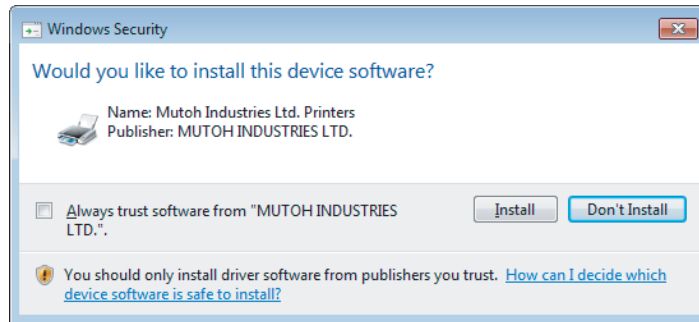 Windows Security
Would you like to install this device software?
Name: Mutoh Industries Ltd. Printers
Publisher: MUTOH INDUSTRIES LTD.
Always trust software from "MUTOH INDUSTRIES
LTD.".
Install
Don't Install
You should only install driver software from publishers you trust. How can I decide which
device software is safe to install?